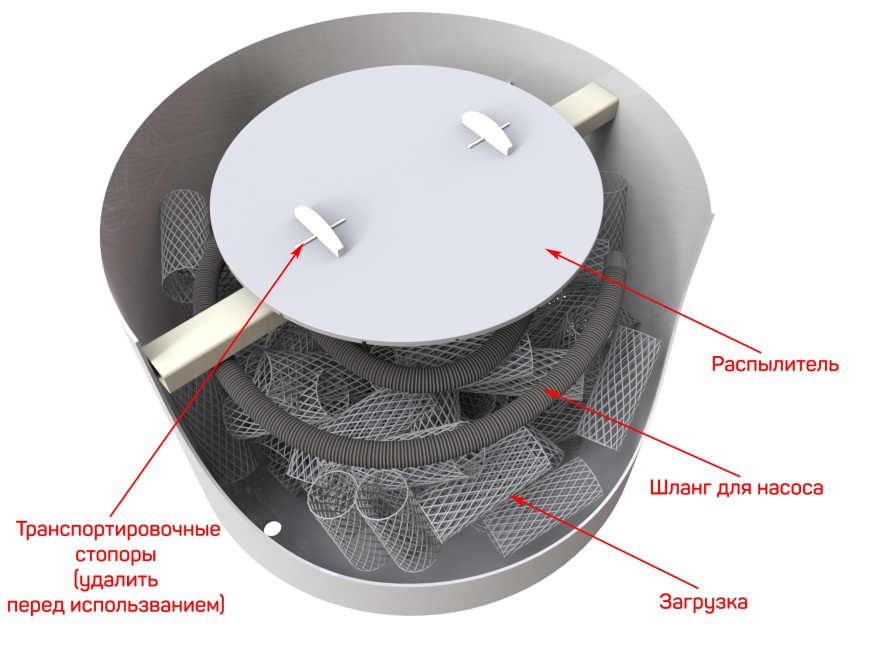 Распылитель
Шланг для насоса
Транспортировочные
стопоры
(удалить
перед использванием)
Загрузка